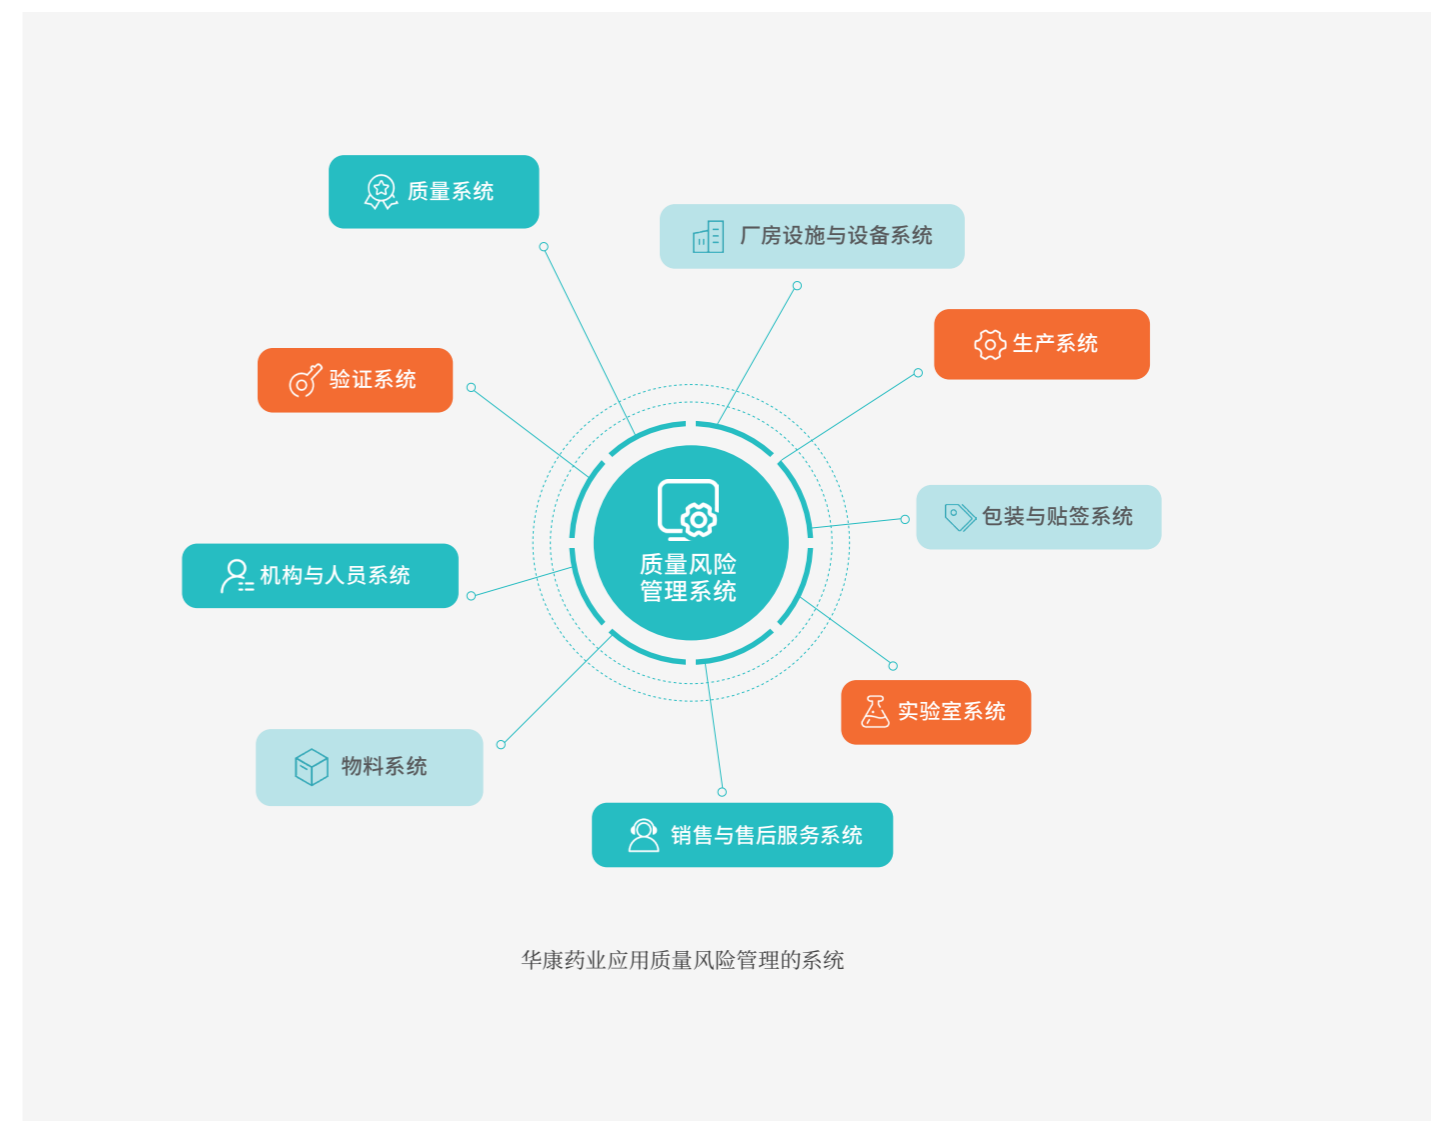 质量系统
厂房设施与设备系统
生产系统
验证系统
包装与贴签系统
质量风险
管理系统
机构与人员系统
实验室系统
物料系统
销售与售后服务系统
华康药业应用质量风险管理的系统